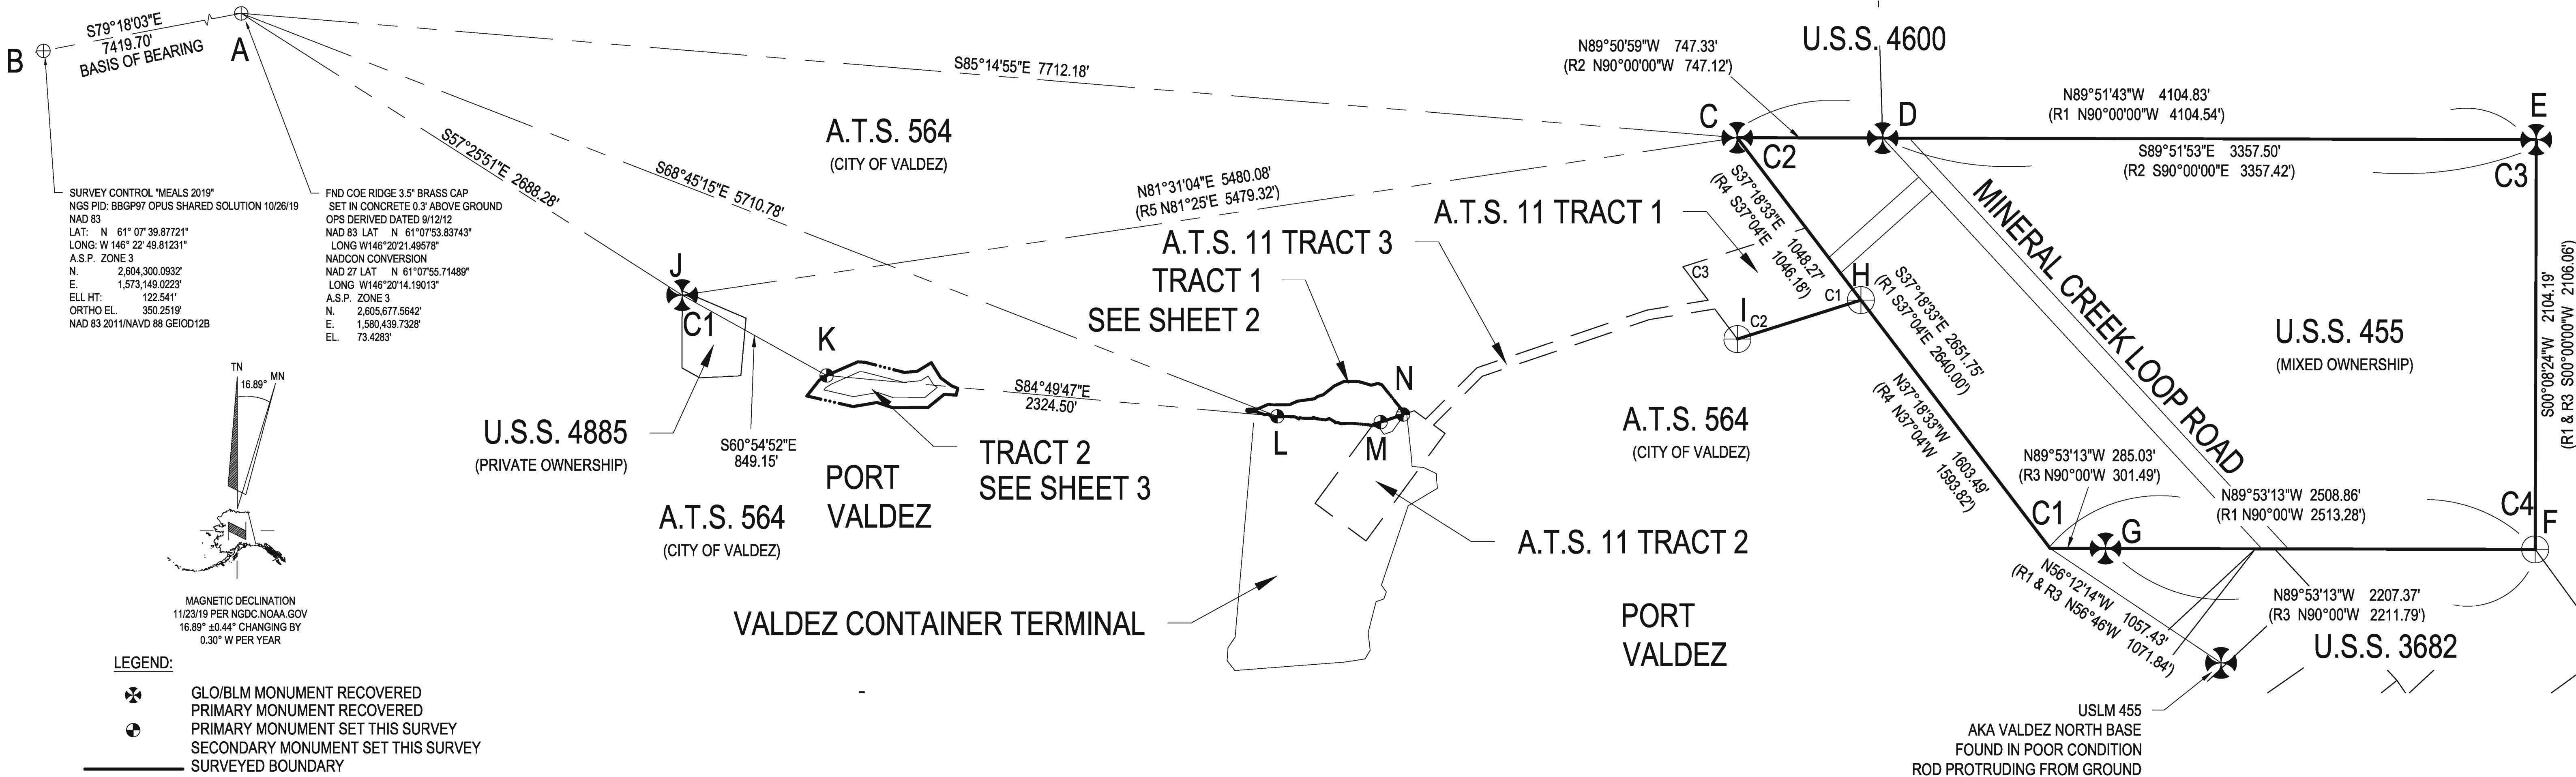 S79°18'03"E
7419.70'
BASIS OF BEARING
B
A
SURVEY CONTROL "MEALS 2019"
NGS PID: BBGP97 OPUS SHARED SOLUTION 10/26/19
NAD 83
LAT: N 61° 07' 39.87721"
LONG: W 146° 22' 49.81231"
A.S.P. ZONE 3
N. 2,604,300.0932'
E. 1,573,149.0223'
ELL HT: 122.541'
ORTHO EL. 350.2519'
NAD 83 2011/NAVD 88 GEIOD12B
FND COE RIDGE 3.5" BRASS CAP
SET IN CONCRETE 0.3' ABOVE GROUND
OPS DERIVED DATED 9/12/12
NAD 83 LAT N 61°07'53.83743"
LONG W146°20'21.49578"
NADCON CONVERSION
NAD 27 LAT N 61°07'55.71489"
LONG W146°20'14.19013"
A.S.P. ZONE 3
N. 2,605,677.5642'
E. 1,580,439.7328'
EL. 73.4283'
TN
MN
16.89°
MAGNETIC DECLINATION
11/23/19 PER NGDC.NOAA.GOV
16.89° ±0.44° CHANGING BY
0.30° W PER YEAR
LEGEND:
GLO/BLM MONUMENT RECOVERED
PRIMARY MONUMENT RECOVERED
PRIMARY MONUMENT SET THIS SURVEY
SECONDARY MONUMENT SET THIS SURVEY
SURVEYED BOUNDARY
S85°14'55"E 7712.18'
S57°25'51"E 2688.28'
S68°45'15"E 5710.78'
A.T.S. 564
(CITY OF VALDEZ)
N81°31'04"E 5480.08'
(R5 N81°25'E 5479.32')
J
C1
K
U.S.S. 4885
(PRIVATE OWNERSHIP)
S60°54'52"E
849.15'
A.T.S. 564
(CITY OF VALDEZ)
PORT
VALDEZ
TRACT 2
SEE SHEET 3
S84°49'47"E
2324.50'
A.T.S. 11 TRACT 1
A.T.S. 11 TRACT 3
TRACT 1
SEE SHEET 2
L
M
N
A.T.S. 11 TRACT 2
VALDEZ CONTAINER TERMINAL
A.T.S. 564
(CITY OF VALDEZ)
PORT
VALDEZ
N89°50'59"W 747.33'
(R2 N90°00'00"W 747.12')
U.S.S. 4600
C
C2
D
N89°51'43"W 4104.83'
(R1 N90°00'00"W 4104.54')
S89°51'53"E 3357.50'
(R2 S90°00'00"E 3357.42')
E
C3
S37°18'33"E 1048.27'
(R4 S37°04'E 1046.18')
C3
I
C2
C1
H
S37°18'33"E 2651.75'
(R1 S37°04'E 2640.00')
N37°18'33"W 1603.49'
(R4 N37°04'W 1593.82')
MINERAL CREEK LOOP ROAD
U.S.S. 455
(MIXED OWNERSHIP)
S00°08'24"W 2104.19'
(R1 & R3 S00°00'00"W 2106.06')
N89°53'13"W 285.03'
(R3 N90°00'W 301.49')
C1
G
N89°53'13"W 2508.86'
(R1 N90°00'W 2513.28')
C4
F
N56°12'14"W 1057.43'
(R1 & R3 N56°46'W 1071.84')
N89°53'13"W 2207.37'
(R3 N90°00'W 2211.79')
U.S.S. 3682
USLM 455
AKA VALDEZ NORTH BASE
FOUND IN POOR CONDITION
ROD PROTRUDING FROM GROUND